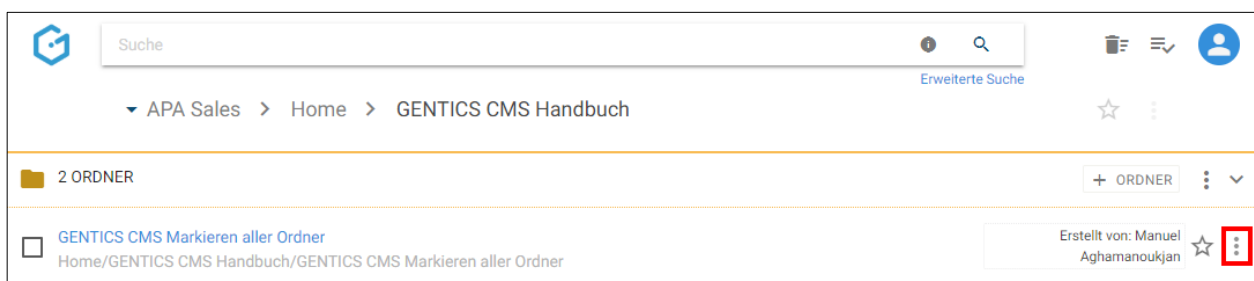 Suche
Erweiterte Suche
APA Sales > Home > GENTICS CMS Handbuch
2 ORDNER
+ ORDNER
GENTICS CMS Markieren aller Ordner
Home/GENTICS CMS Handbuch/GENTICS CMS Markieren aller Ordner
Erstellt von: Manuel
Aghamanoukjan